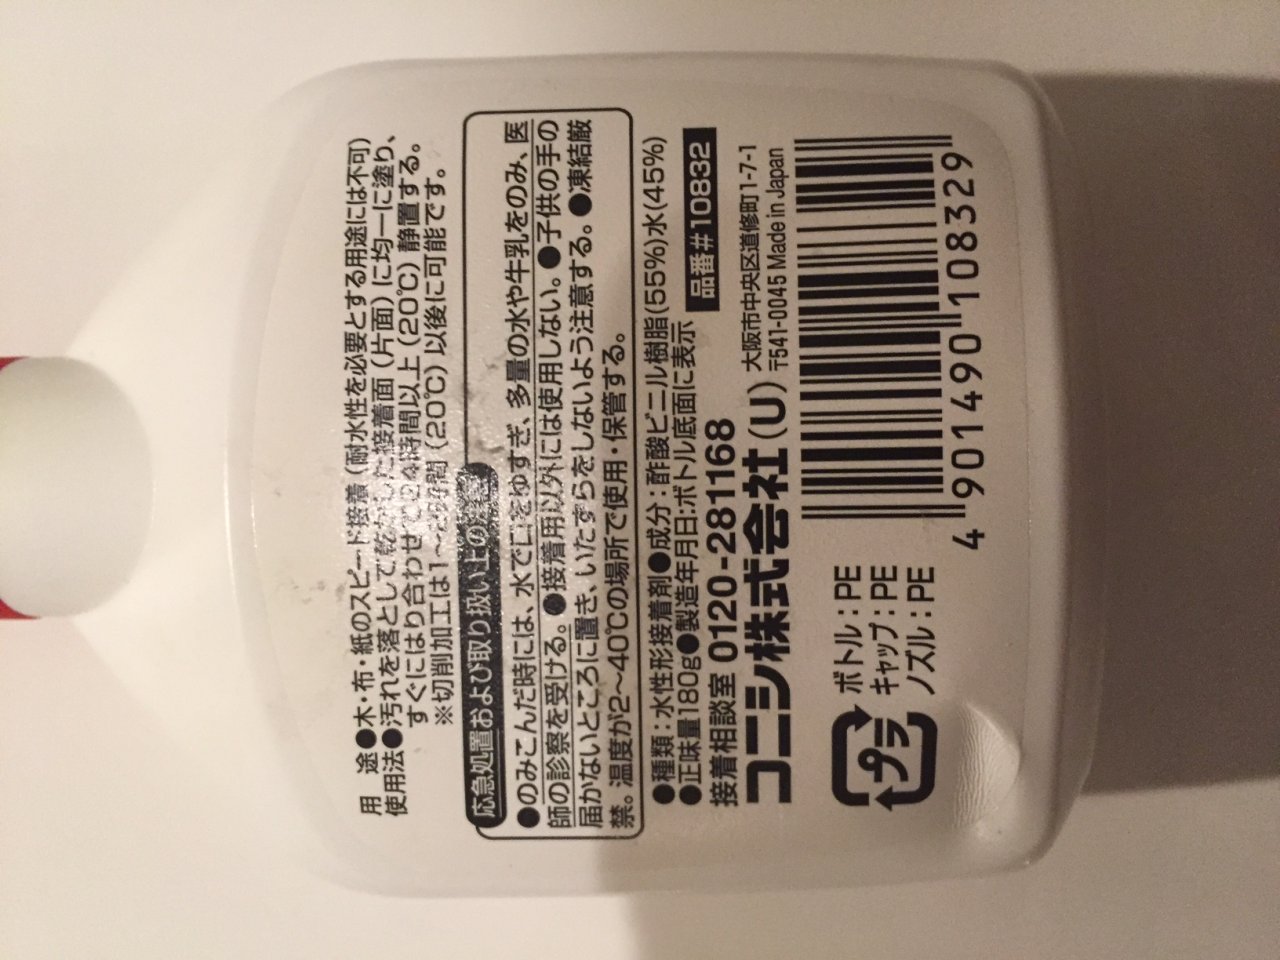 用　途●木・布・紙のスピード接着（耐水性を必要とする用途には不可）
使用法●汚れを落として乾かした接着面（片面）に均一に塗り、
すぐにはり合わせて24時間以上（20℃）静置する。
※切削加工は1～2時間（20℃）以後に可能です。
応急処置および取り扱い上の注意
●のみこんだ時には、水で口をゆすぎ、多量の水や牛乳をのみ、医
師の診察を受ける。●接着用以外には使用しない。●子供の手の
届かないところに置き、いたずらをしないよう注意する。●凍結厳
禁。温度が2～40℃の場所で使用・保管する。
●種類：水性形接着剤●成分：酢酸ビニル樹脂(55%)水(45%)
●正味量180g●製造年月日:ボトル底面に表示
品番#10832
接着相談室 0120-281168
コニシ株式会社(U)
大阪市中央区道修町1-7-1
〒541-0045 Made in Japan
プラ
ボトル：PE
キャップ：PE
ノズル：PE
4 901490 108329